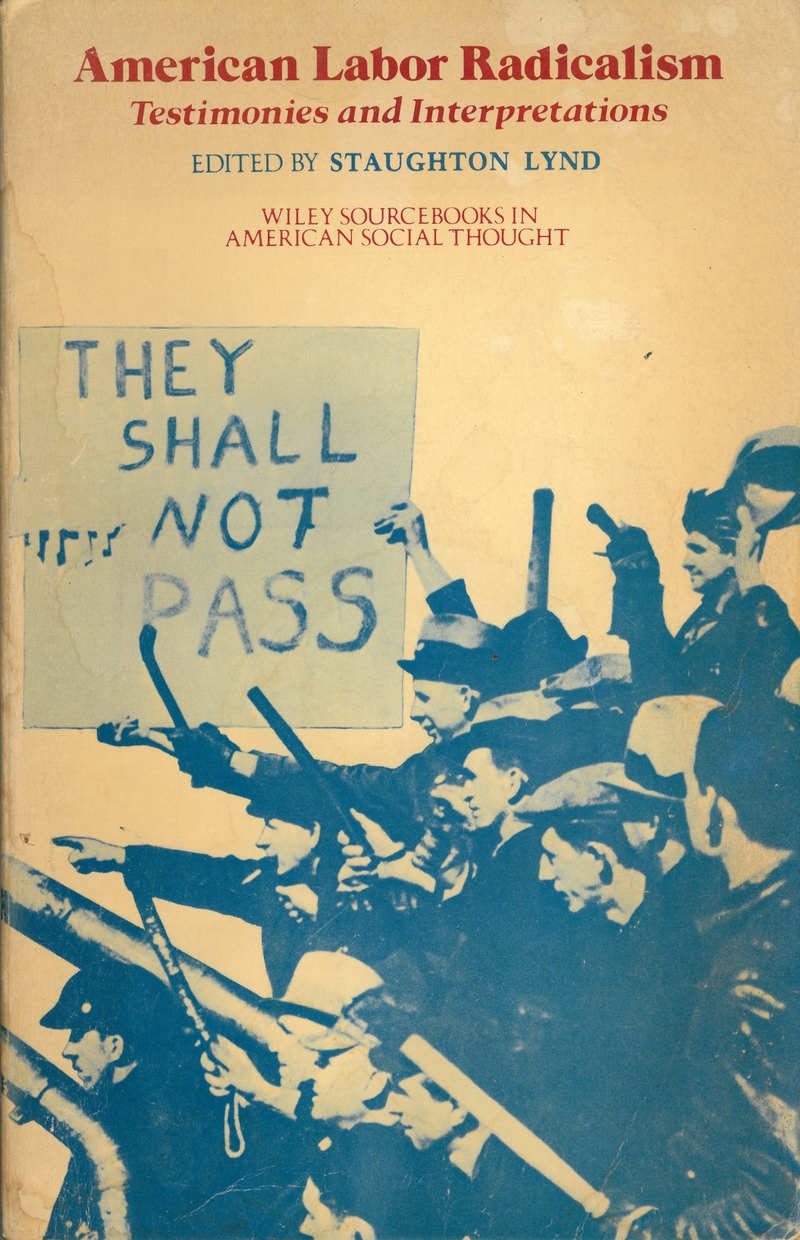 American Labor Radicalism
Testimonies and Interpretations
EDITED BY STAUGHTON LYND
WILEY SOURCEBOOKS IN
AMERICAN SOCIAL THOUGHT
THEY
SHALL
NOT
PASS